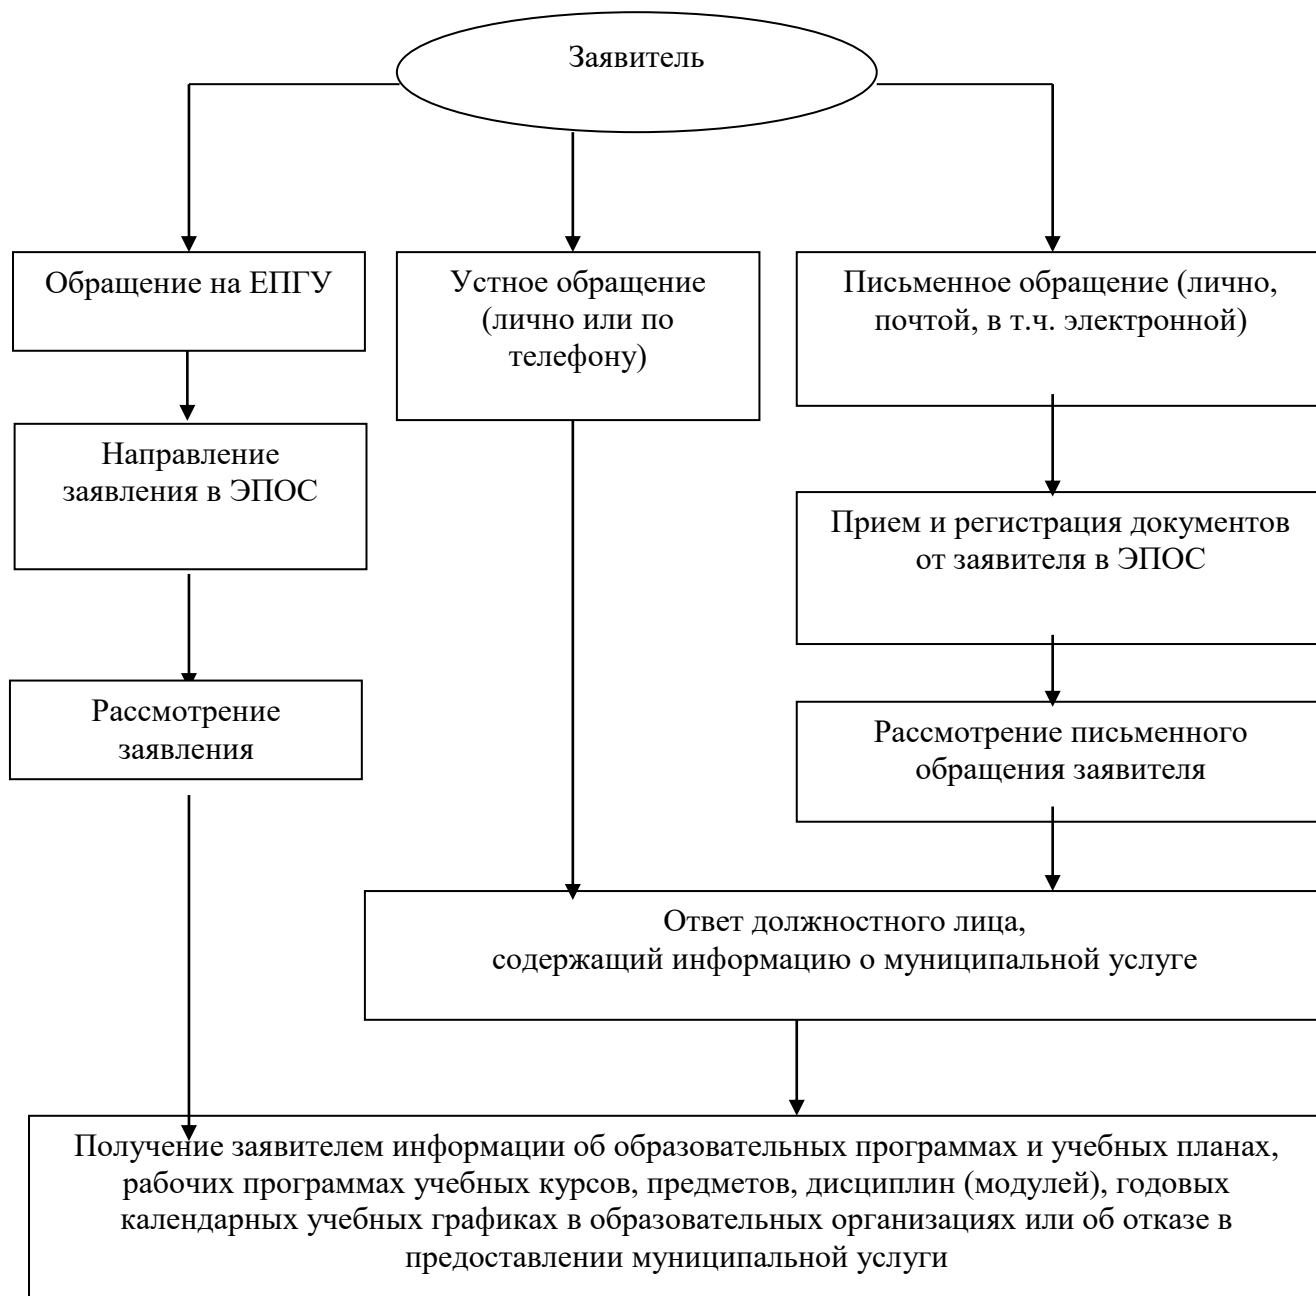 Заявитель
Обращение на ЕПГУ
Устное обращение
(лично или по
телефону)
Письменное обращение (лично,
почтой, в т.ч. электронной)
Направление
заявления в ЭПОС
Прием и регистрация документов
от заявителя в ЭПОС
Рассмотрение
заявления
Рассмотрение письменного
обращения заявителя
Ответ должностного лица,
содержащий информацию о муниципальной услуге
Получение заявителем информации об образовательных программах и учебных планах,
рабочих программах учебных курсов, предметов, дисциплин (модулей), годовых
календарных учебных графиках в образовательных организациях или об отказе в
предоставлении муниципальной услуги